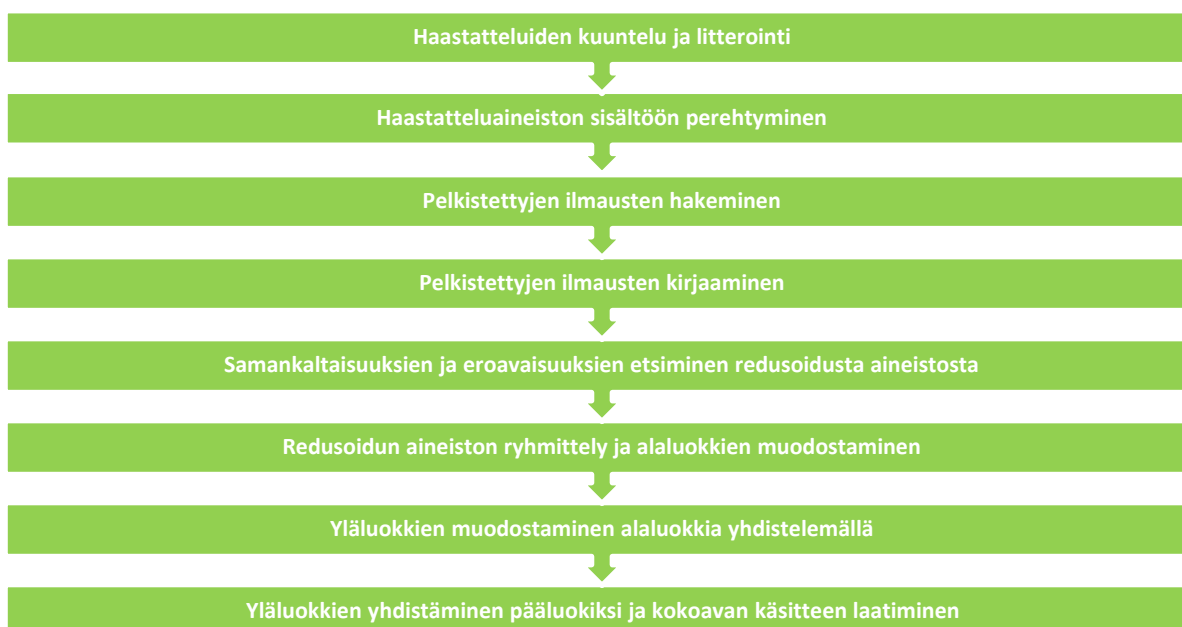 Haastatteluiden kuuntelu ja litterointi
Haastatteluaineiston sisältöön perehtyminen
Pelkistettyjen ilmausten hakeminen
Pelkistettyjen ilmausten kirjaaminen
Samankaltaisuuksien ja eroavaisuuksien etsiminen redusoidusta aineistosta
Redusoidun aineiston ryhmittely ja alaluokkien muodostaminen
Yläluokkien muodostaminen alaluokkia yhdistelemällä
Yläluokkien yhdistäminen pääluokiksi ja kokoavan käsitteen laatiminen